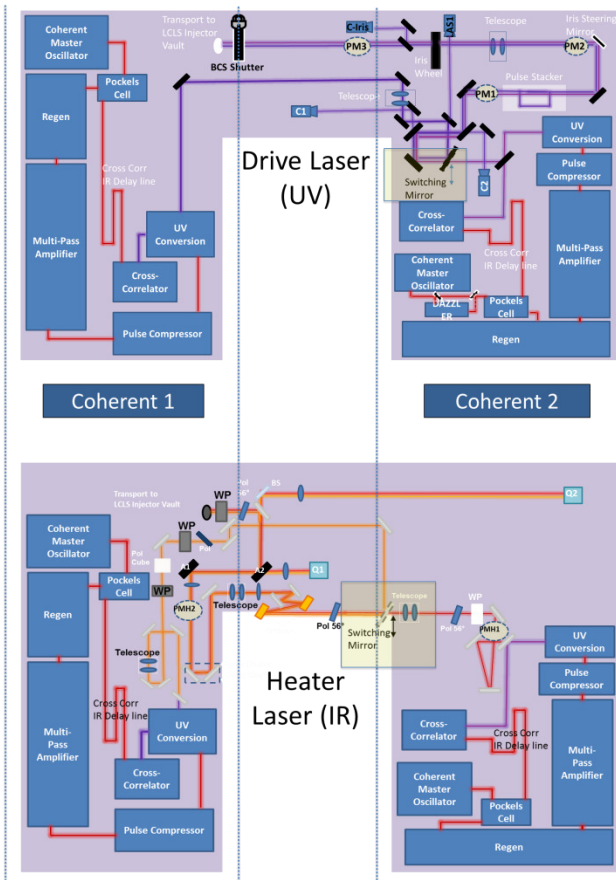 Coherent
Master
Oscillator
Transport to
LCLS Injector
Vault
BCS Shutter
C-Iris
AS1
PM3
Iris
Wheel
Telescope
Iris Steering
Mirror
PM2
Pockels
Cell
Regen
Telescope
C1
PM1
Pulse Stacker
Drive Laser
(UV)
Switching
Mirror
C2
UV
Conversion
Pulse
Compressor
Cross Corr
IR Delay line
Multi-Pass
Amplifier
UV
Conversion
Cross-
Correlator
Pulse Compressor
Cross-
Correlator
Cross Corr
IR Delay line
Multi-Pass
Amplifier
Coherent
Master
Oscillator
DAZZL
ER
Pockels
Cell
Regen
Coherent 1
Coherent 2
Transport to
LCLS Injector Vault
WP
Pol
56°
BS
Q2
Coherent
Master
Oscillator
WP
Pol
Pol
Cube
A1
A2
Q1
Pockels
Cell
WP
Regen
PMH2
Telescope
Pol 56°
Switching
Mirror
Telescope
Pol 56°
WP
PMH1
Telescope
UV
Conversion
Pulse
Compressor
Heater
Laser (IR)
Cross Corr
IR Delay line
Multi-
Pass
Amplifier
UV
Conversion
Cross-
Correlator
Pulse Compressor
Cross-
Correlator
Cross Corr
IR Delay line
Multi-Pass
Amplifier
Coherent
Master
Oscillator
Pockels
Cell
Regen